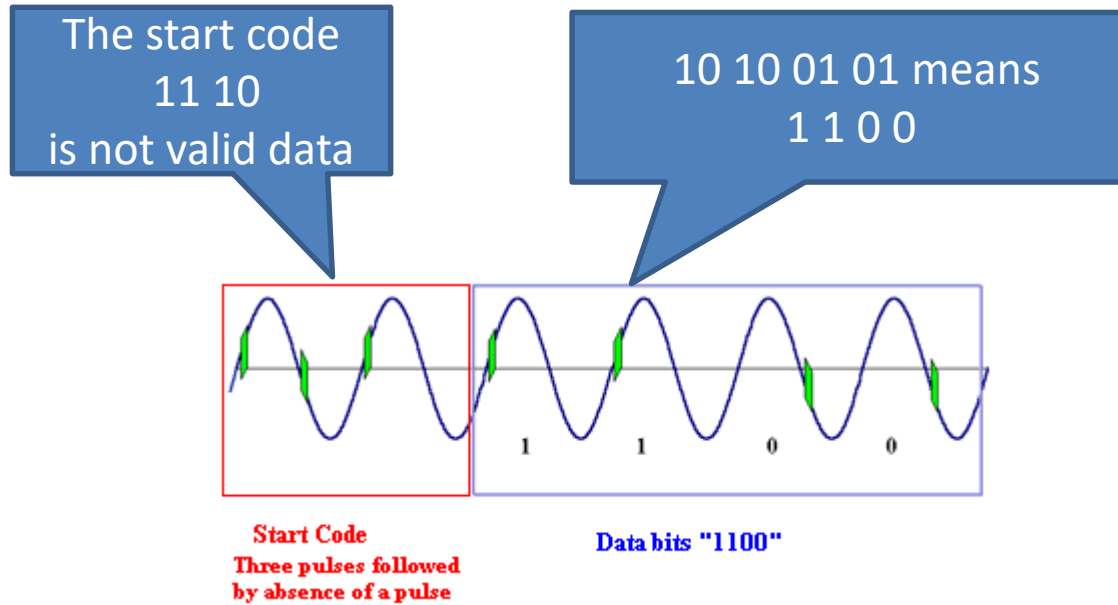 The start code
11 10
is not valid data
10 10 01 01 means
1 1 0 0
1
1
0
0
Start Code
Three pulses followed
by absence of a pulse
Data bits "1100"